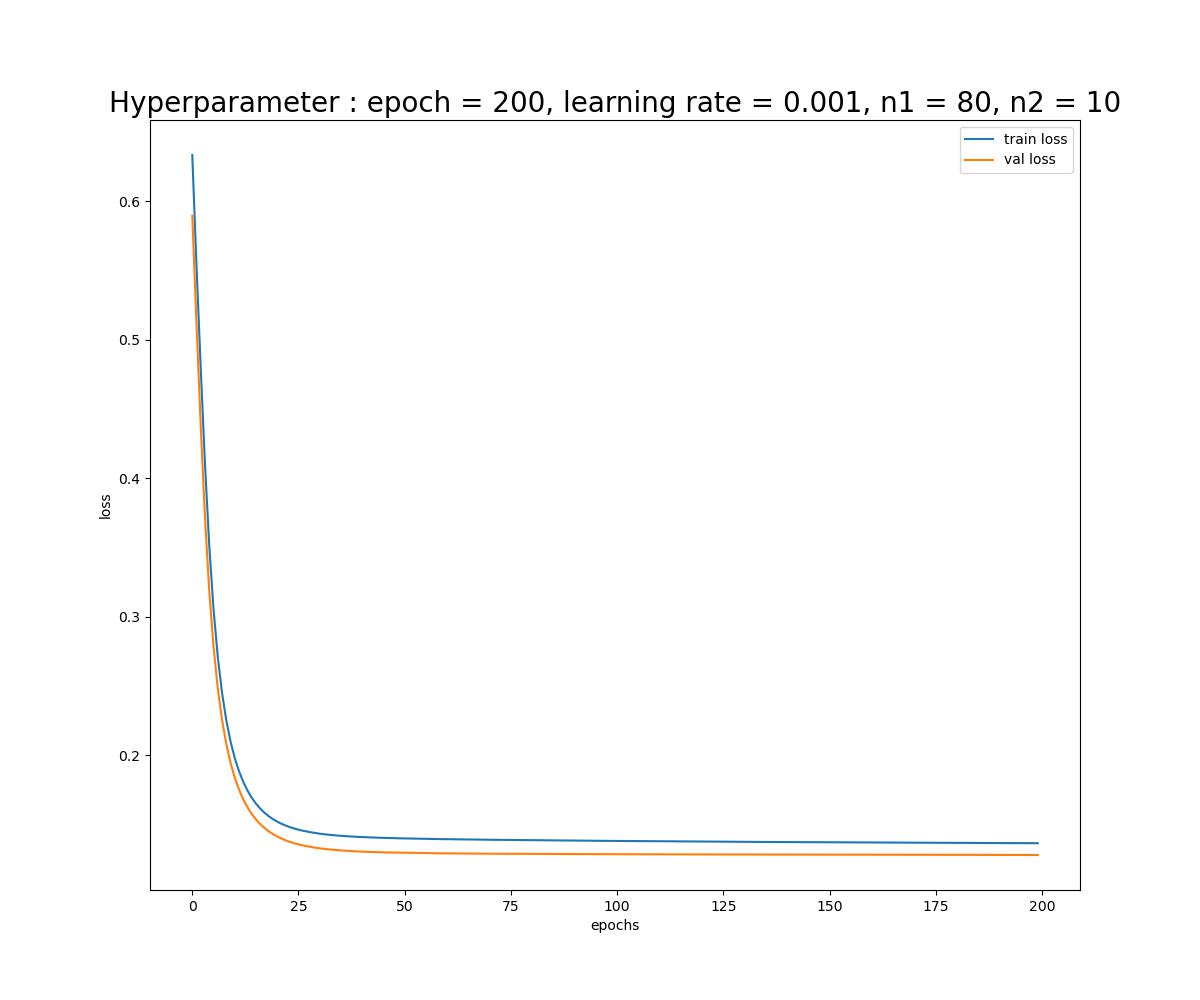 Hyperparameter : epoch = 200, learning rate = 0.001, n1 = 80, n2 = 10
train loss
val loss
0.6
0.5
0.4
0.3
0.2
loss
0 25 50 75 100 125 150 175 200
epochs